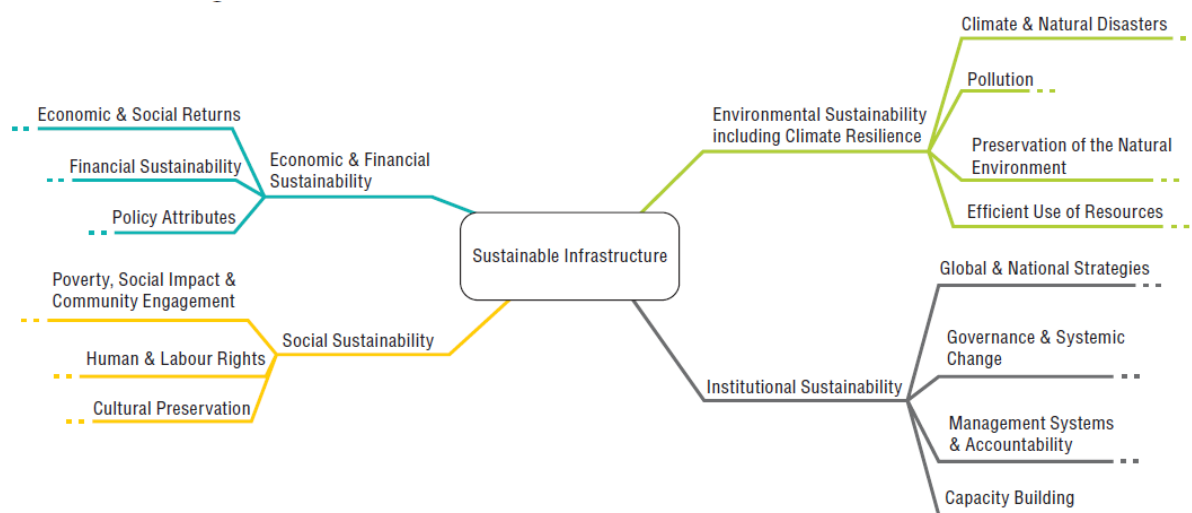 Climate & Natural Disasters
Pollution
Environmental Sustainability
including Climate Resilience
Preservation of the Natural
Environment
Efficient Use of Resources
Economic & Social Returns
Financial Sustainability
Economic & Financial
Sustainability
Policy Attributes
Sustainable Infrastructure
Poverty, Social Impact &
Community Engagement
Social Sustainability
Human & Labour Rights
Cultural Preservation
Global & National Strategies
Governance & Systemic
Change
Institutional Sustainability
Management Systems
& Accountability
Capacity Building